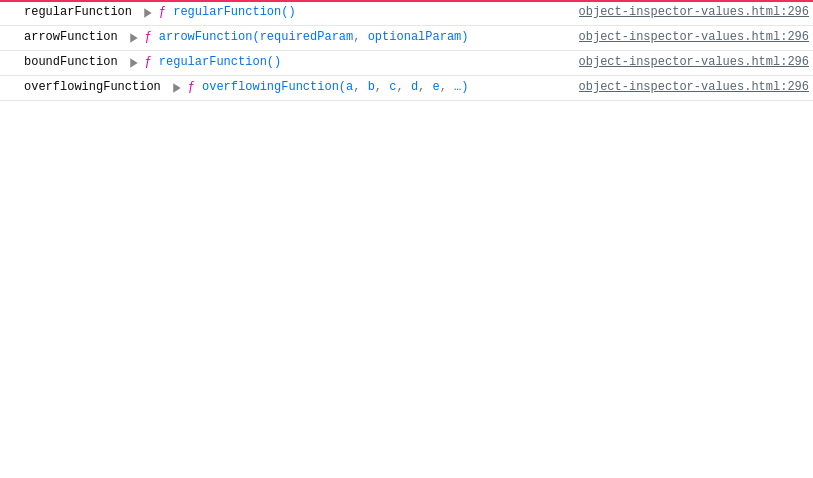 regularFunction ▶ ƒ regularFunction() object-inspector-values.html:296
arrowFunction ▶ ƒ arrowFunction(requiredParam, optionalParam) object-inspector-values.html:296
boundFunction ▶ ƒ regularFunction() object-inspector-values.html:296
overflowingFunction ▶ ƒ overflowingFunction(a, b, c, d, e, …) object-inspector-values.html:296